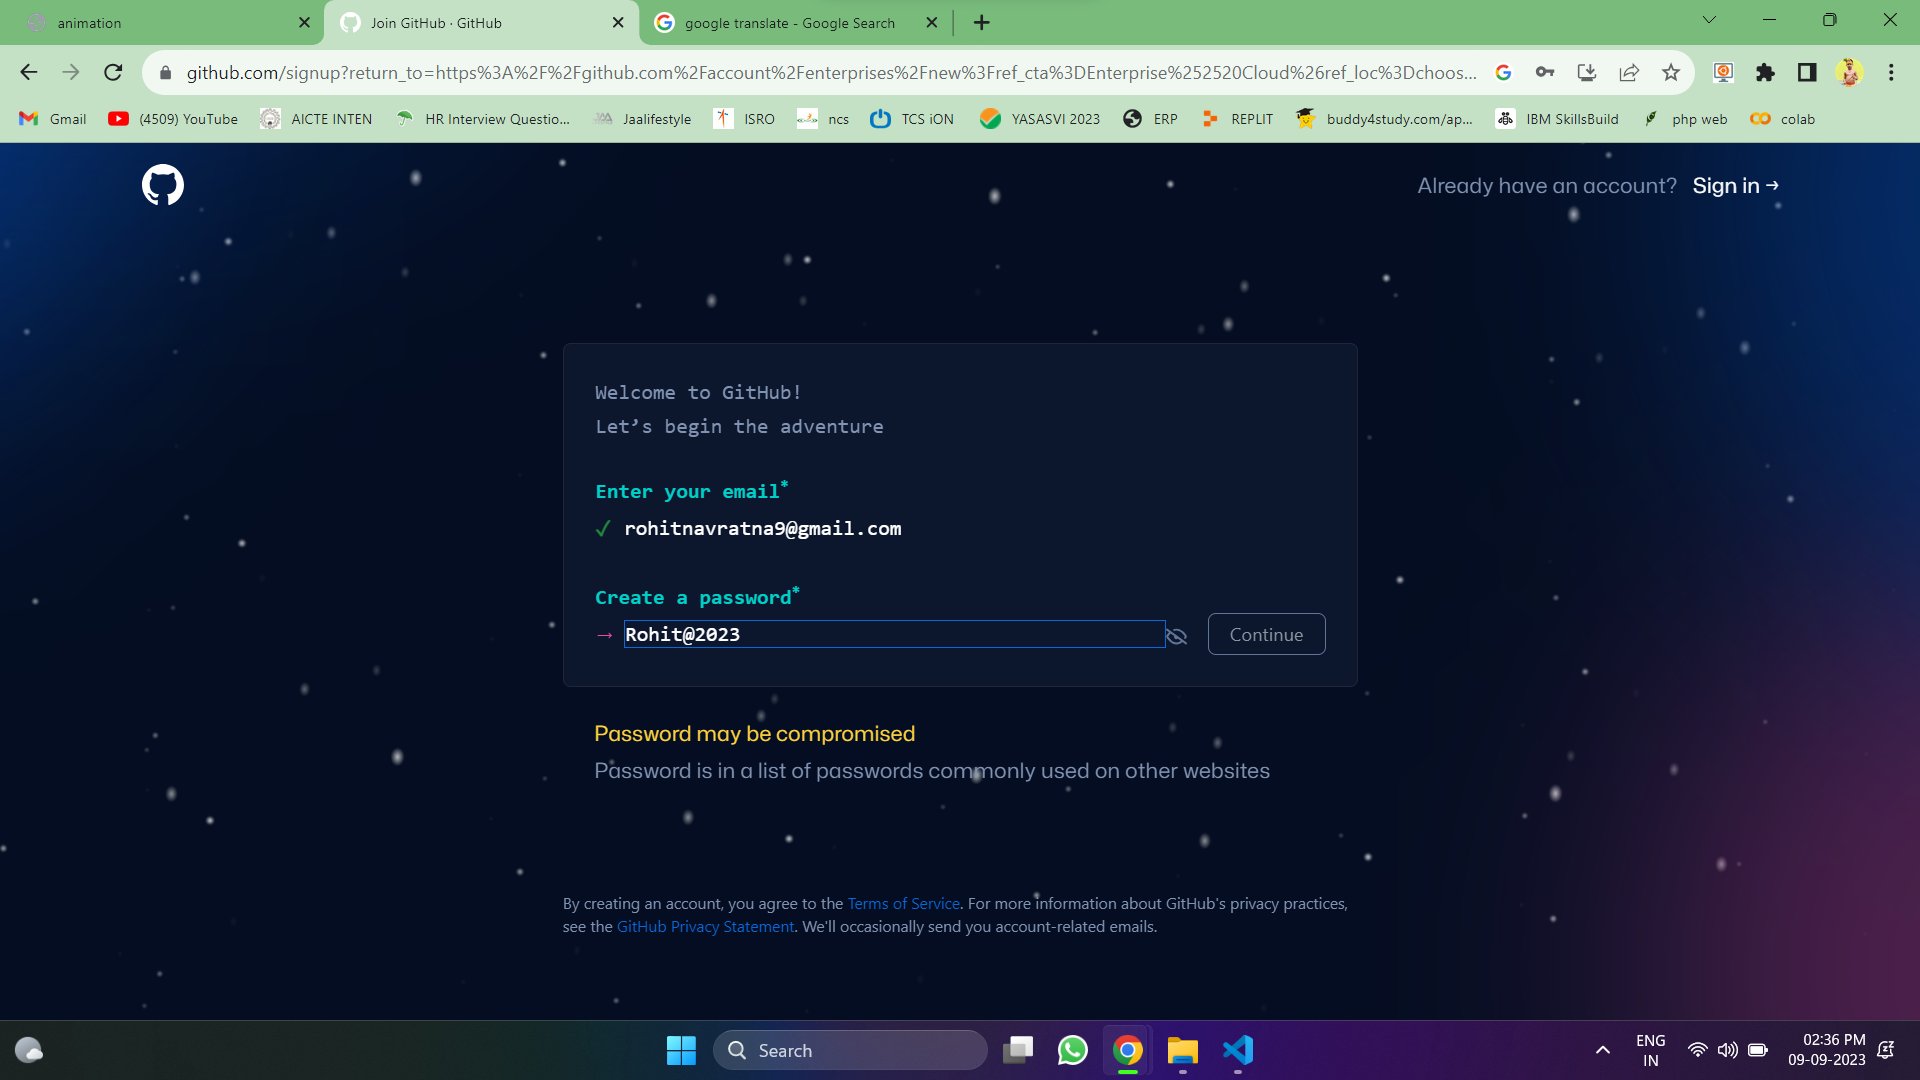 animation
Join GitHub · GitHub
google translate - Google Search
github.com/signup?return_to=https%3A%2F%2Fgithub.com%2Faccount%2Fenterprises%2Fnew%3Fref_cta%3DEnterprise%252520Cloud%26ref_loc%3Dchoos...
Gmail
(4509) YouTube
AICTE INTEN
HR Interview Questio...
Jaalifestyle
ISRO
ncs
TCS iON
YASASVI 2023
ERP
REPLIT
buddy4study.com/ap...
IBM SkillsBuild
php web
colab
Already have an account? Sign in →
Welcome to GitHub!
Let’s begin the adventure
Enter your email*
✓ rohitnavratna9@gmail.com
Create a password*
→ Rohit@2023
Continue
Password may be compromised
Password is in a list of passwords commonly used on other websites
By creating an account, you agree to the Terms of Service. For more information about GitHub's privacy practices,
see the GitHub Privacy Statement. We'll occasionally send you account-related emails.
Search
ENG
IN
02:36 PM
09-09-2023